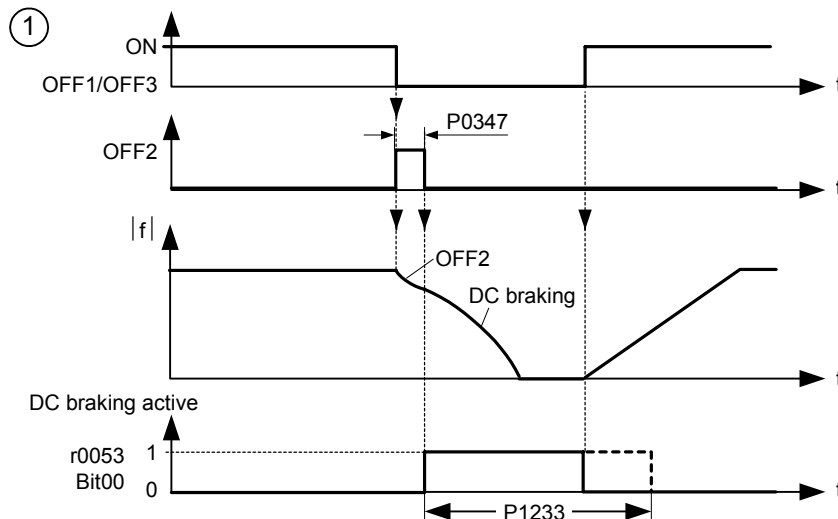 1
ON
OFF1/OFF3
t
P0347
OFF2
t
|f|
OFF2
DC braking
t
DC braking active
r0053 1
Bit00 0
t
P1233